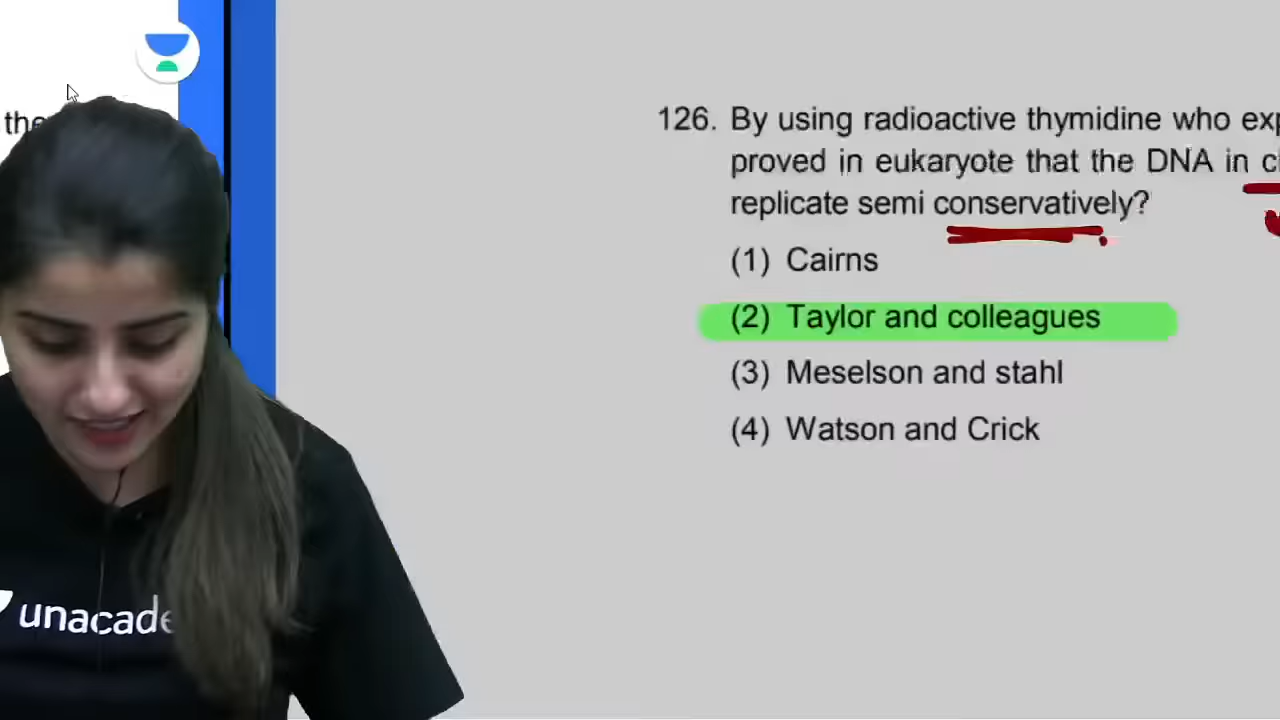 the
126. By using radioactive thymidine who exp
proved in eukaryote that the DNA in c
replicate semi conservatively?
(1) Cairns
(2) Taylor and colleagues
(3) Meselson and stahl
(4) Watson and Crick
unacade